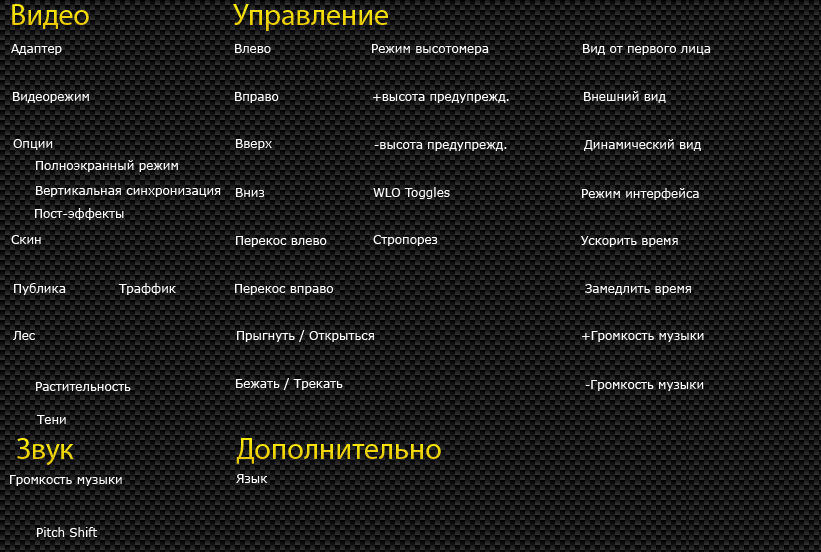 Видео
Управление
Адаптер
Влево
Режим высотомера
Вид от первого лица
Видеорежим
Вправо
+высота предупрежд.
Внешний вид
Опции
Вверх
-высота предупрежд.
Динамический вид
Полноэкранный режим
Вертикальная синхронизация
Вниз
WLO Toggles
Режим интерфейса
Пост-эффекты
Скин
Перекос влево
Стропорез
Ускорить время
Публика
Траффик
Перекос вправо
Замедлить время
Лес
Прыгнуть / Открыться
+Громкость музыки
Растительность
Бежать / Трекать
-Громкость музыки
Тени
Звук
Дополнительно
Громкость музыки
Язык
Pitch Shift